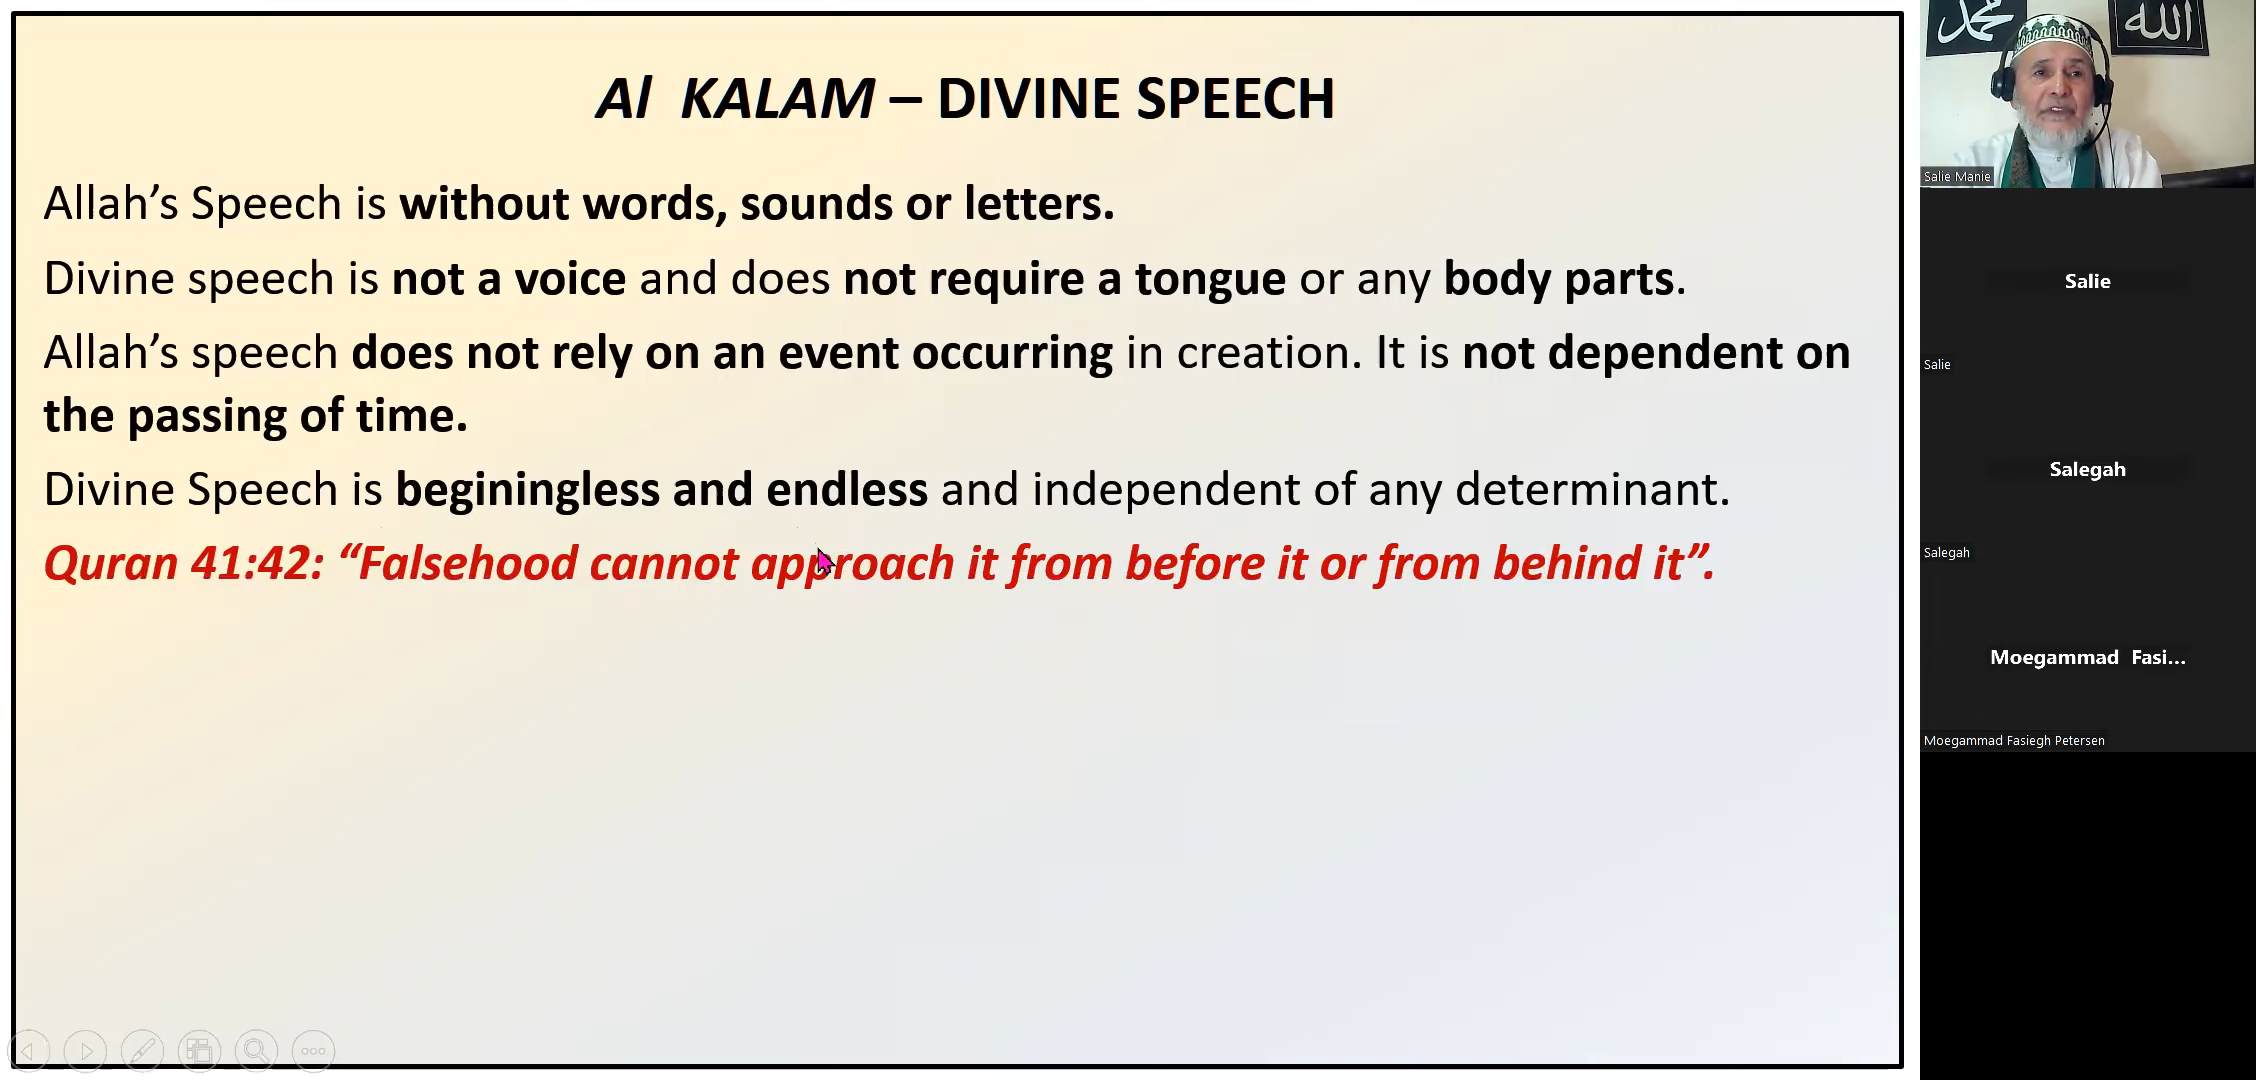 Al KALAM – DIVINE SPEECH
Allah’s Speech is without words, sounds or letters.
Divine speech is not a voice and does not require a tongue or any body parts.
Allah’s speech does not rely on an event occurring in creation. It is not dependent on
the passing of time.
Divine Speech is beginingless and endless and independent of any determinant.
Quran 41:42: “Falsehood cannot approach it from before it or from behind it”.
محمد
الله
Salie Manie
Salie
Salie
Salegah
Salegah
Moegammad Fasi...
Moegammad Fasiegh Petersen